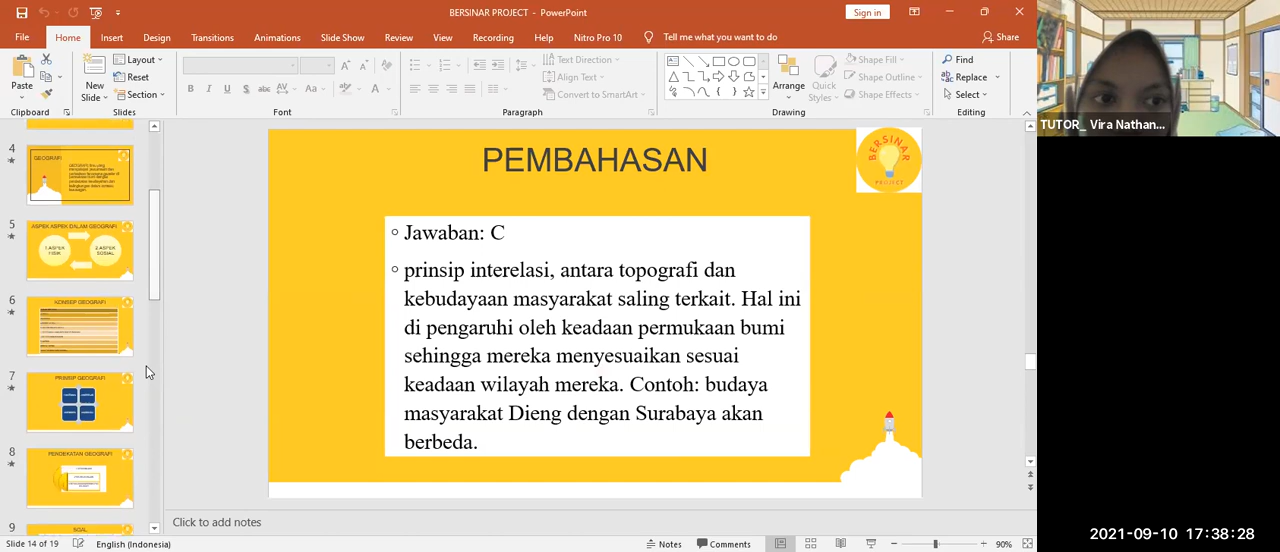 BERSINAR PROJECT - PowerPoint
Sign in
File Home Insert Design Transitions Animations Slide Show Review View Recording Help Nitro Pro 10 Tell me what you want to do Share
Paste
Clipboard
New Slide
Layout
Reset
Section
Slides
Font
Text Direction
Align Text
Convert to SmartArt
Paragraph
Arrange
Quick Styles
Shape Fill
Shape Outline
Shape Effects
Drawing
Find
Replace
Select
Editing
TUTOR_ Vira Nathan...
4
GEOGRAFI
5
ASPEK ASPEK DALAM GEOGRAFI
1.ASPEK FISIK
2.ASPEK SOSIAL
6
KONSEP GEOGRAFI
7
PRINSIP GEOGRAFI
8
PENDEKATAN GEOGRAFI
9
SOAL
PEMBAHASAN
BERSINAR
PROJECT
Jawaban: C
prinsip interelasi, antara topografi dan
kebudayaan masyarakat saling terkait. Hal ini
di pengaruhi oleh keadaan permukaan bumi
sehingga mereka menyesuaikan sesuai
keadaan wilayah mereka. Contoh: budaya
masyarakat Dieng dengan Surabaya akan
berbeda.
Click to add notes
Slide 14 of 19 English (Indonesia) Notes Comments 90%
2021-09-10 17:38:28